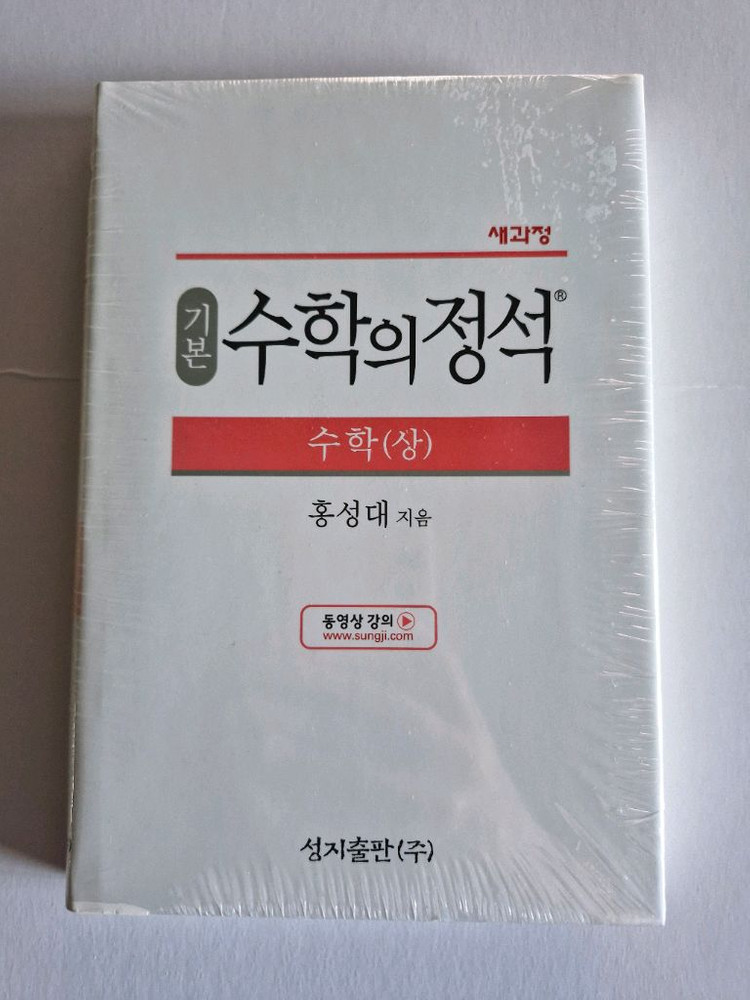 새과정
기본 수학의 정석®
수학(상)
홍성대 지음
동영상 강의
www.sungji.com
성지출판(주)